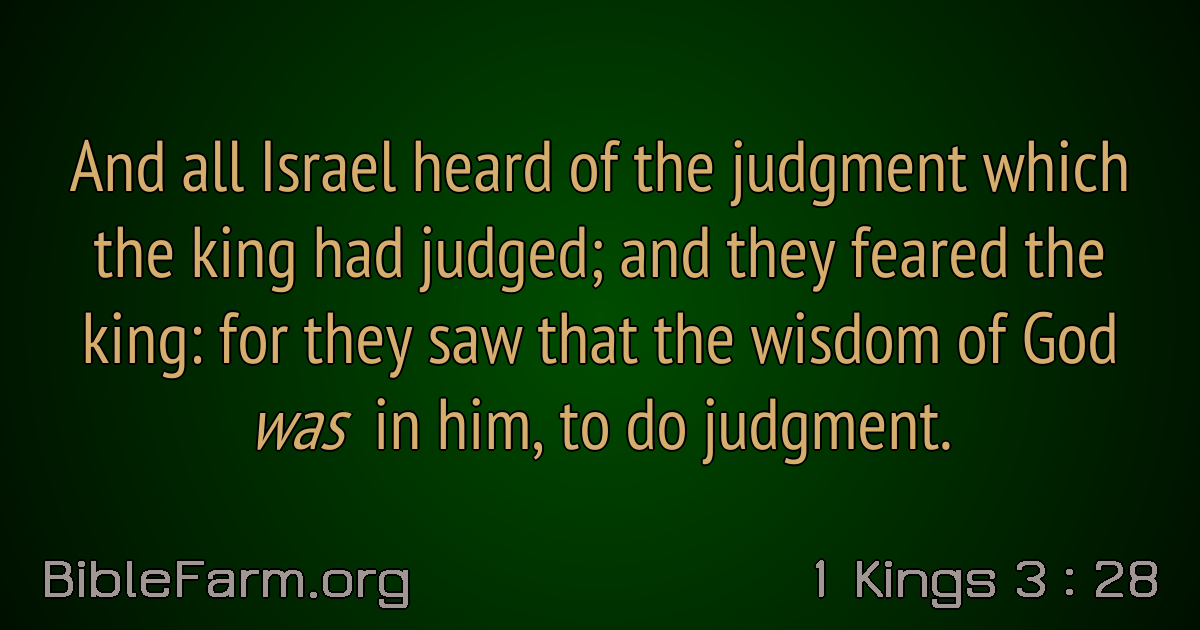 And all Israel heard of the judgment which
the king had judged; and they feared the
king: for they saw that the wisdom of God
was in him, to do judgment.
BibleFarm.org
1 Kings 3 : 28